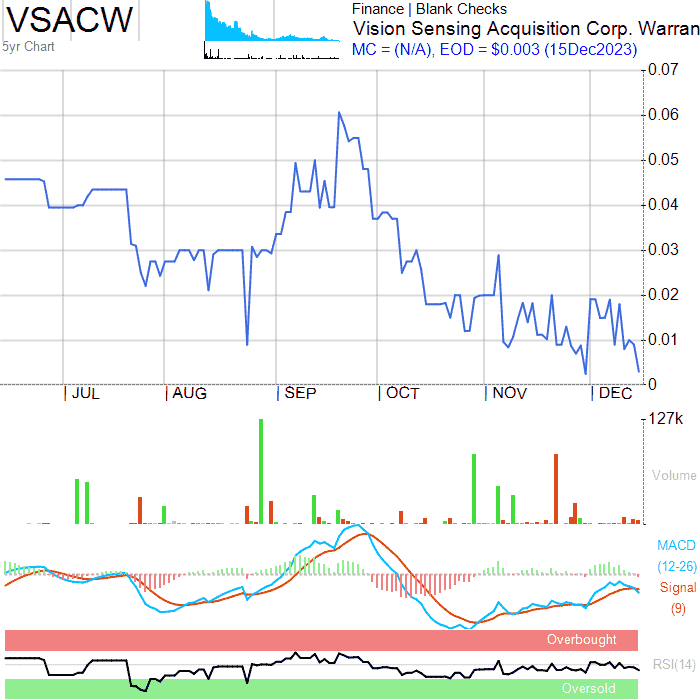 VSACW
5yr Chart
Finance | Blank Checks
Vision Sensing Acquisition Corp. Warran
MC = (N/A), EOD = $0.003 (15Dec2023)
0.07
0.06
0.05
0.04
0.03
0.02
0.01
0
JUL AUG SEP OCT NOV DEC
127k
Volume
MACD
(12-26)
Signal
(9)
Overbought
RSI(14)
Oversold